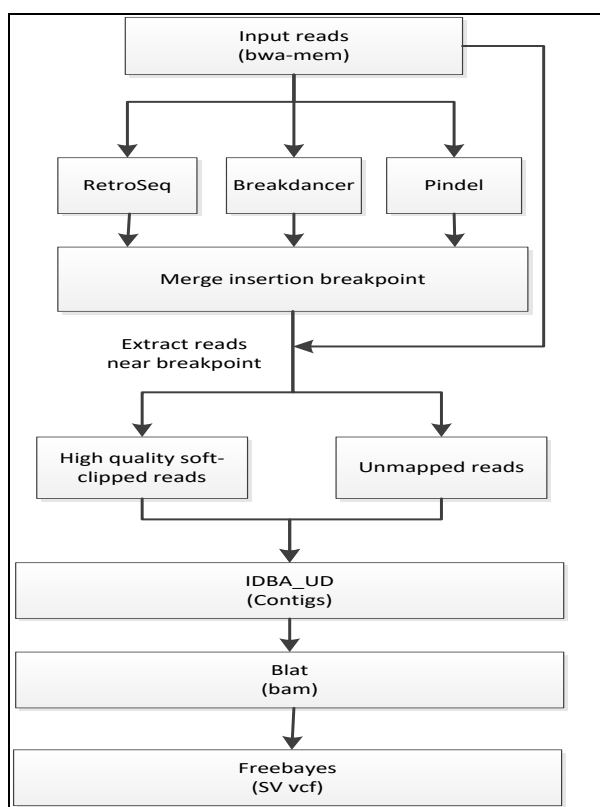 Input reads
(bwa-mem)
RetroSeq
Breakdancer
Pindel
Merge insertion breakpoint
Extract reads
near breakpoint
High quality soft-
clipped reads
Unmapped reads
IDBA_UD
(Contigs)
Blat
(bam)
Freebayes
(SV vcf)